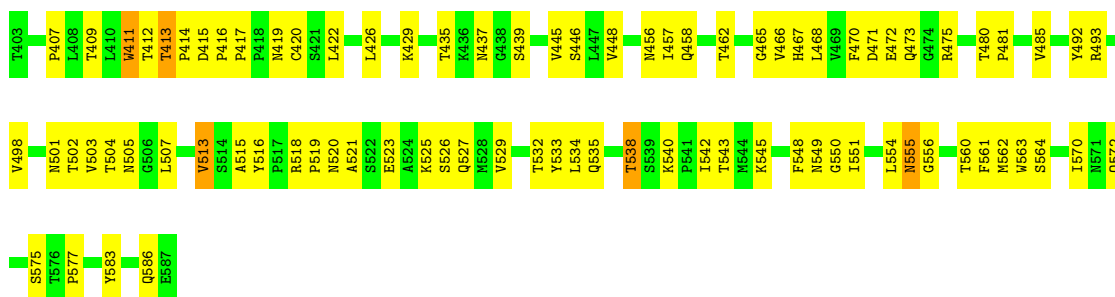 T403 P407 L408 T409 L410 W411 T412 T413 P414 D415 P416 P417 P418 N419 C420 S421 L422 L426 K429 T435 K436 N437 G438 S439 V445 S446 L447 V448 N456 I457 Q458 T462 G465 V466 H467 L468 V469 F470 D471 E472 Q473 G474 R475 T480 P481 V485 Y492 R493
V498 N501 T502 V503 T504 N505 G506 L507 V513 S514 A515 Y516 P517 R518 P519 N520 A521 S522 E523 A524 K525 S526 Q527 M528 V529 T532 Y533 L534 Q535 T538 S539 K540 P541 I542 T543 M544 K545 F548 N549 G550 I551 L554 N555 G556 T560 F561 M562 W563 S564 I570 N571
S575 T576 P577 Y583 Q586 E587